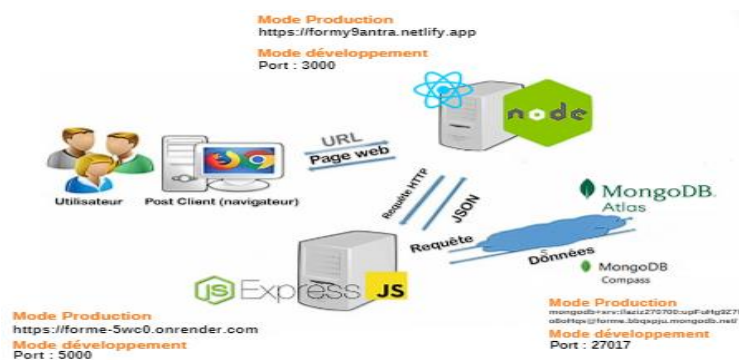 Mode Production
https://formy9antra.netlify.app
Mode développement
Port : 3000
node
URL
Page web
Utilisateur
Post Client (navigateur)
Requête HTTP
JSON
MongoDB.
Atlas
Requête
Données
MongoDB
Compass
JS Express JS
Mode Production
https://forme-5wc0.onrender.com
Mode développement
Port : 5000
Mode Production
Mode développement
Port : 27017